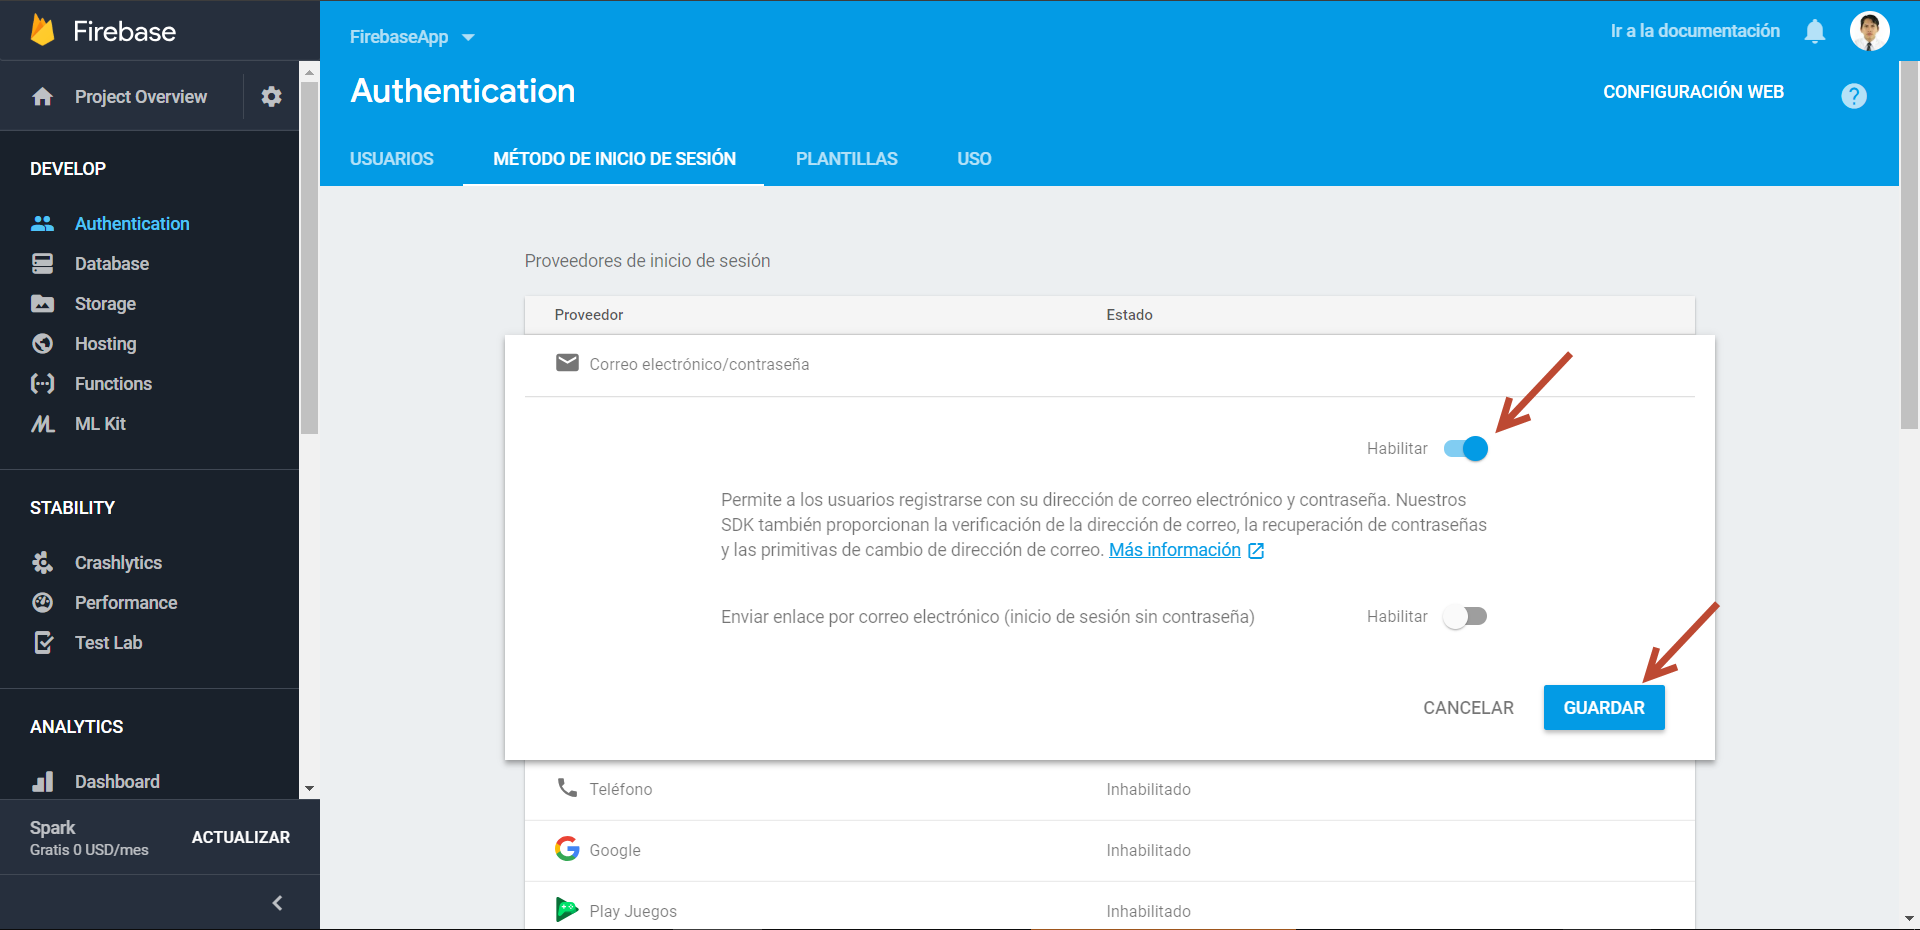 Firebase
Project Overview
DEVELOP
Authentication
Database
Storage
Hosting
Functions
ML Kit
STABILITY
Crashlytics
Performance
Test Lab
ANALYTICS
Dashboard
Spark
Gratis 0 USD/mes
ACTUALIZAR
FirebaseApp
Ir a la documentación
Authentication
CONFIGURACIÓN WEB
?
USUARIOS
MÉTODO DE INICIO DE SESIÓN
PLANTILLAS
USO
Proveedores de inicio de sesión
Proveedor
Estado
Correo electrónico/contraseña
Habilitar
Permite a los usuarios registrarse con su dirección de correo electrónico y contraseña. Nuestros
SDK también proporcionan la verificación de la dirección de correo, la recuperación de contraseñas
y las primitivas de cambio de dirección de correo. Más información
Enviar enlace por correo electrónico (inicio de sesión sin contraseña)
Habilitar
CANCELAR
GUARDAR
Teléfono
Inhabilitado
Google
Inhabilitado
Play Juegos
Inhabilitado